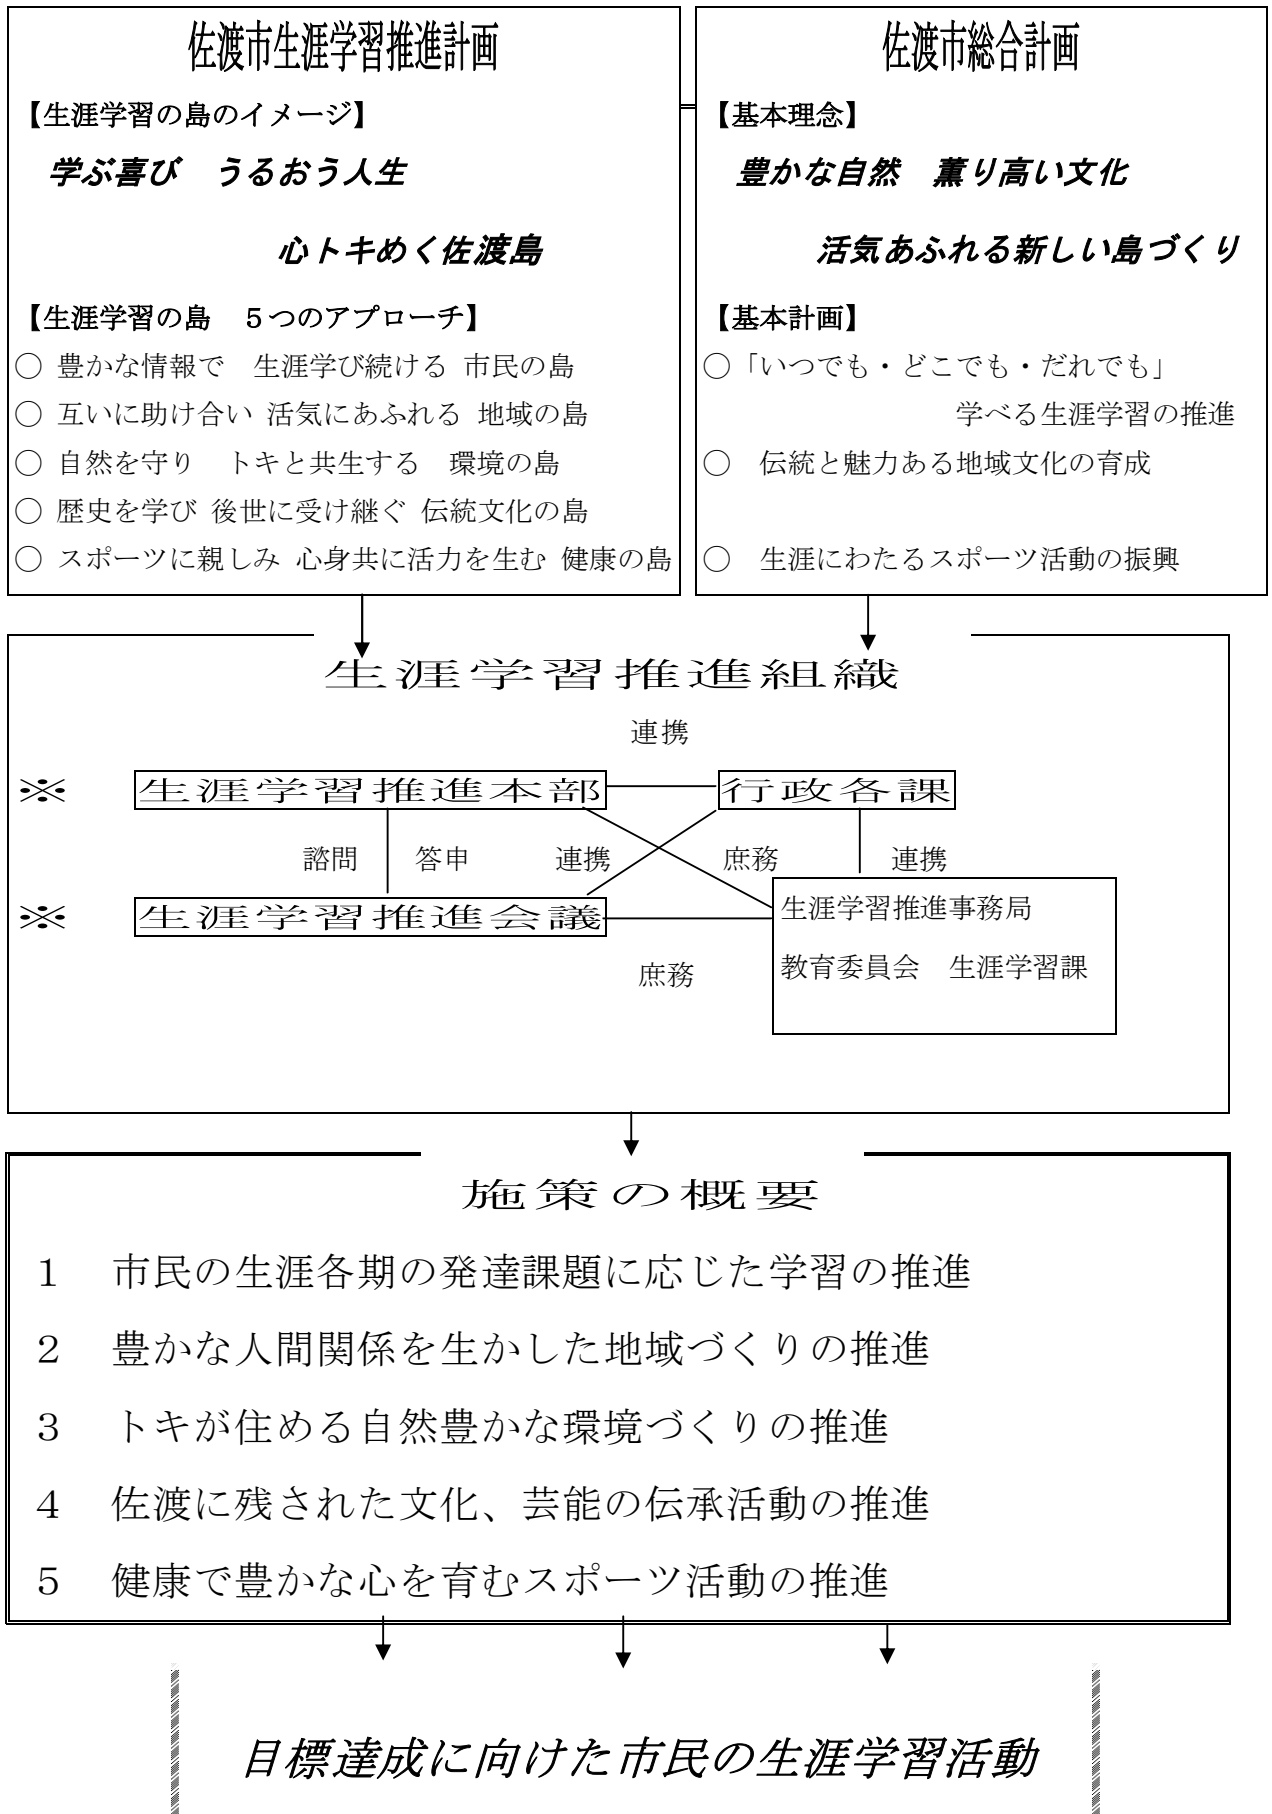 佐渡市生涯学習推進計画
【生涯学習の島のイメージ】
学ぶ喜び　うるおう人生
心トキめく佐渡島
【生涯学習の島　５つのアプローチ】
○ 豊かな情報で　生涯学び続ける 市民の島
○ 互いに助け合い 活気にあふれる 地域の島
○ 自然を守り　トキと共生する　環境の島
○ 歴史を学び 後世に受け継ぐ 伝統文化の島
○ スポーツに親しみ 心身共に活力を生む 健康の島
佐渡市総合計画
【基本理念】
豊かな自然　薫り高い文化
活気あふれる新しい島づくり
【基本計画】
○「いつでも・どこでも・だれでも」
学べる生涯学習の推進
○　伝統と魅力ある地域文化の育成
○　生涯にわたるスポーツ活動の振興
生涯学習推進組織
連携
※　生涯学習推進本部　行政各課
諮問　答申　連携　庶務　連携
※　生涯学習推進会議
生涯学習推進事務局
教育委員会　生涯学習課
庶務
施策の概要
１　市民の生涯各期の発達課題に応じた学習の推進
２　豊かな人間関係を生かした地域づくりの推進
３　トキが住める自然豊かな環境づくりの推進
４　佐渡に残された文化、芸能の伝承活動の推進
５　健康で豊かな心を育むスポーツ活動の推進
目標達成に向けた市民の生涯学習活動